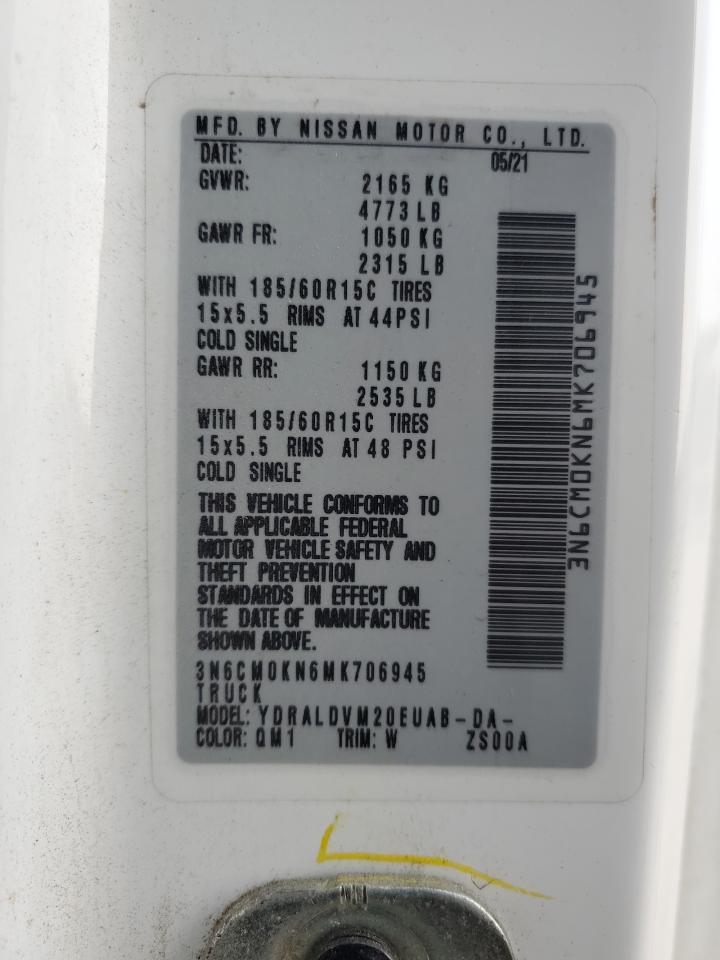 MFD. BY NISSAN MOTOR CO., LTD.
DATE: 05/21
GVWR: 2165 KG
4773 LB
GAWR FR: 1050 KG
2315 LB
WITH 185/60R15C TIRES
15x5.5 RIMS AT 44PSI
COLD SINGLE
GAWR RR: 1150 KG
2535 LB
WITH 185/60R15C TIRES
15x5.5 RIMS AT 48 PSI
COLD SINGLE
THIS VEHICLE CONFORMS TO
ALL APPLICABLE FEDERAL
MOTOR VEHICLE SAFETY AND
THEFT PREVENTION
STANDARDS IN EFFECT ON
THE DATE OF MANUFACTURE
SHOWN ABOVE.
3N6CM0KN6MK706945
TRUCK
MODEL: YDRALDVM20EUAB-DA-
COLOR: QM1 TRIM: W ZS00A
3N6CM0KN6MK706945